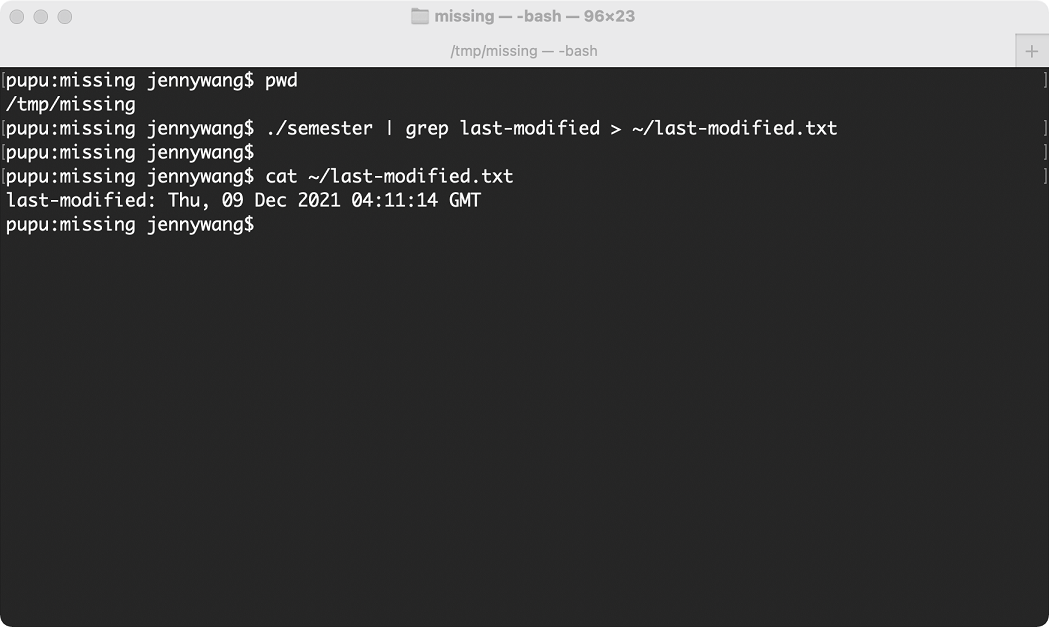 missing — -bash — 96×23
/tmp/missing — -bash
+
[pupu:missing jennywang$ pwd ]
/tmp/missing
[pupu:missing jennywang$ ./semester | grep last-modified > ~/last-modified.txt ]
[pupu:missing jennywang$ ]
[pupu:missing jennywang$ cat ~/last-modified.txt ]
last-modified: Thu, 09 Dec 2021 04:11:14 GMT
pupu:missing jennywang$